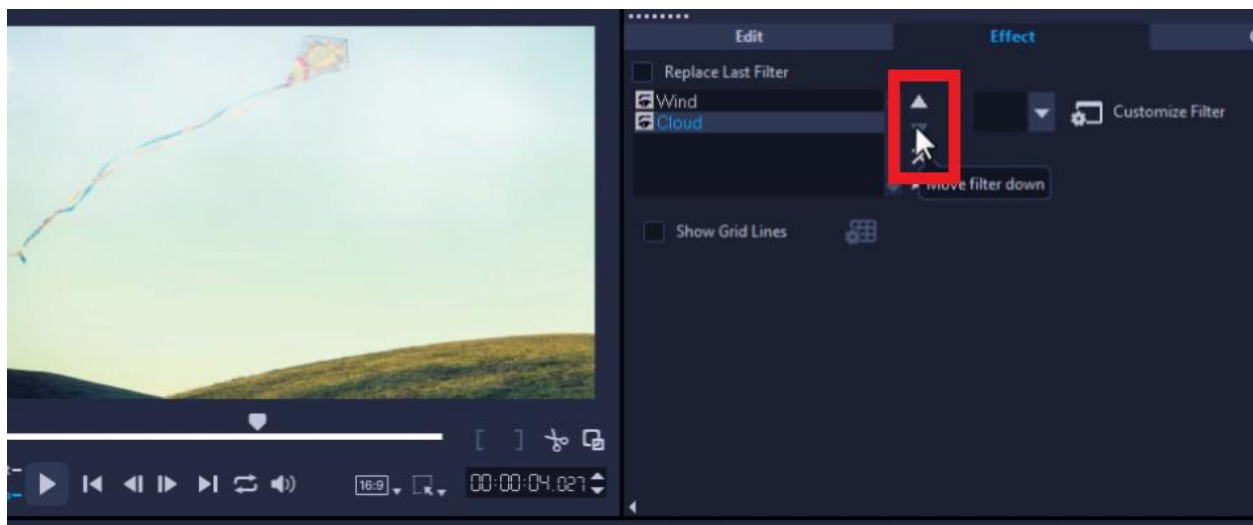 Edit
Effect
Replace Last Filter
Wind
Cloud
Customize Filter
Move filter down
Show Grid Lines
16:9
00:00:04.027